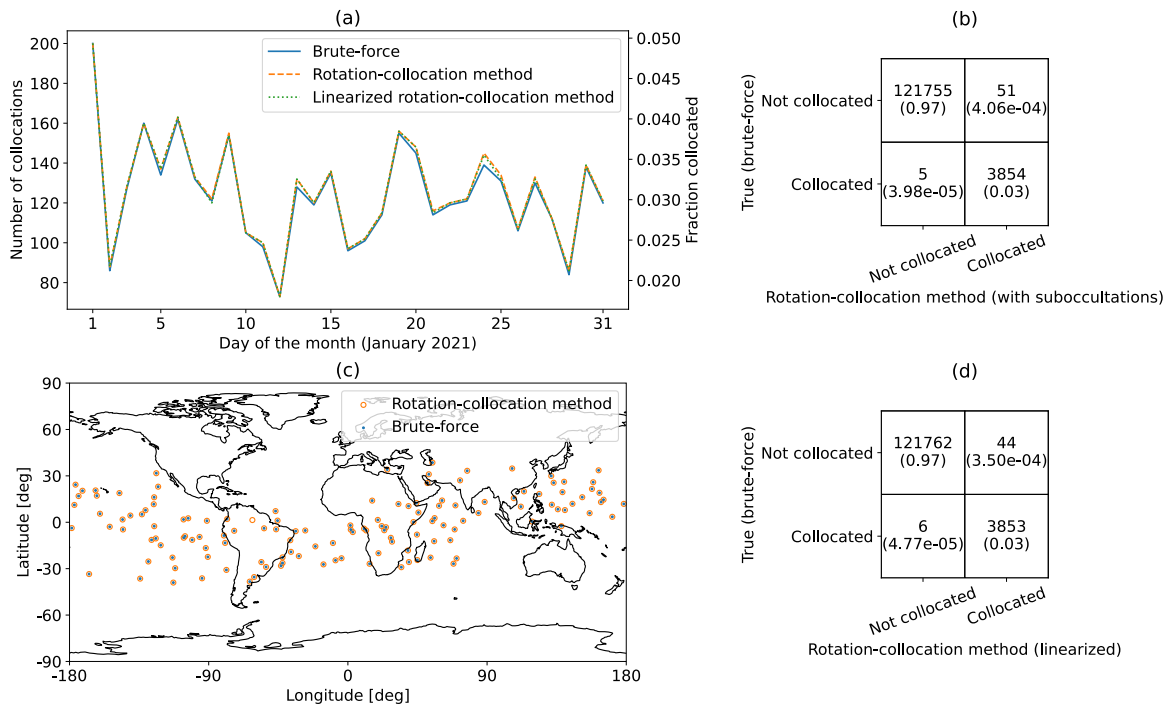 (a)
200
180
160
140
120
100
80
Number of collocations
Brute-force
Rotation-collocation method
Linearized rotation-collocation method
0.050
0.045
0.040
0.035
0.030
0.025
0.020
Fraction collocated
1
5
10
15
20
25
31
Day of the month (January 2021)
(b)
True (brute-force)
Not collocated
Collocated
121755
(0.97)
51
(4.06e-04)
5
(3.98e-05)
3854
(0.03)
Not collocated
Collocated
Rotation-collocation method (with suboccultations)
(c)
90
60
30
0
-30
-60
-90
Latitude [deg]
Rotation-collocation method
Brute-force
-180
-90
0
90
180
Longitude [deg]
(d)
True (brute-force)
Not collocated
Collocated
121762
(0.97)
44
(3.50e-04)
6
(4.77e-05)
3853
(0.03)
Not collocated
Collocated
Rotation-collocation method (linearized)